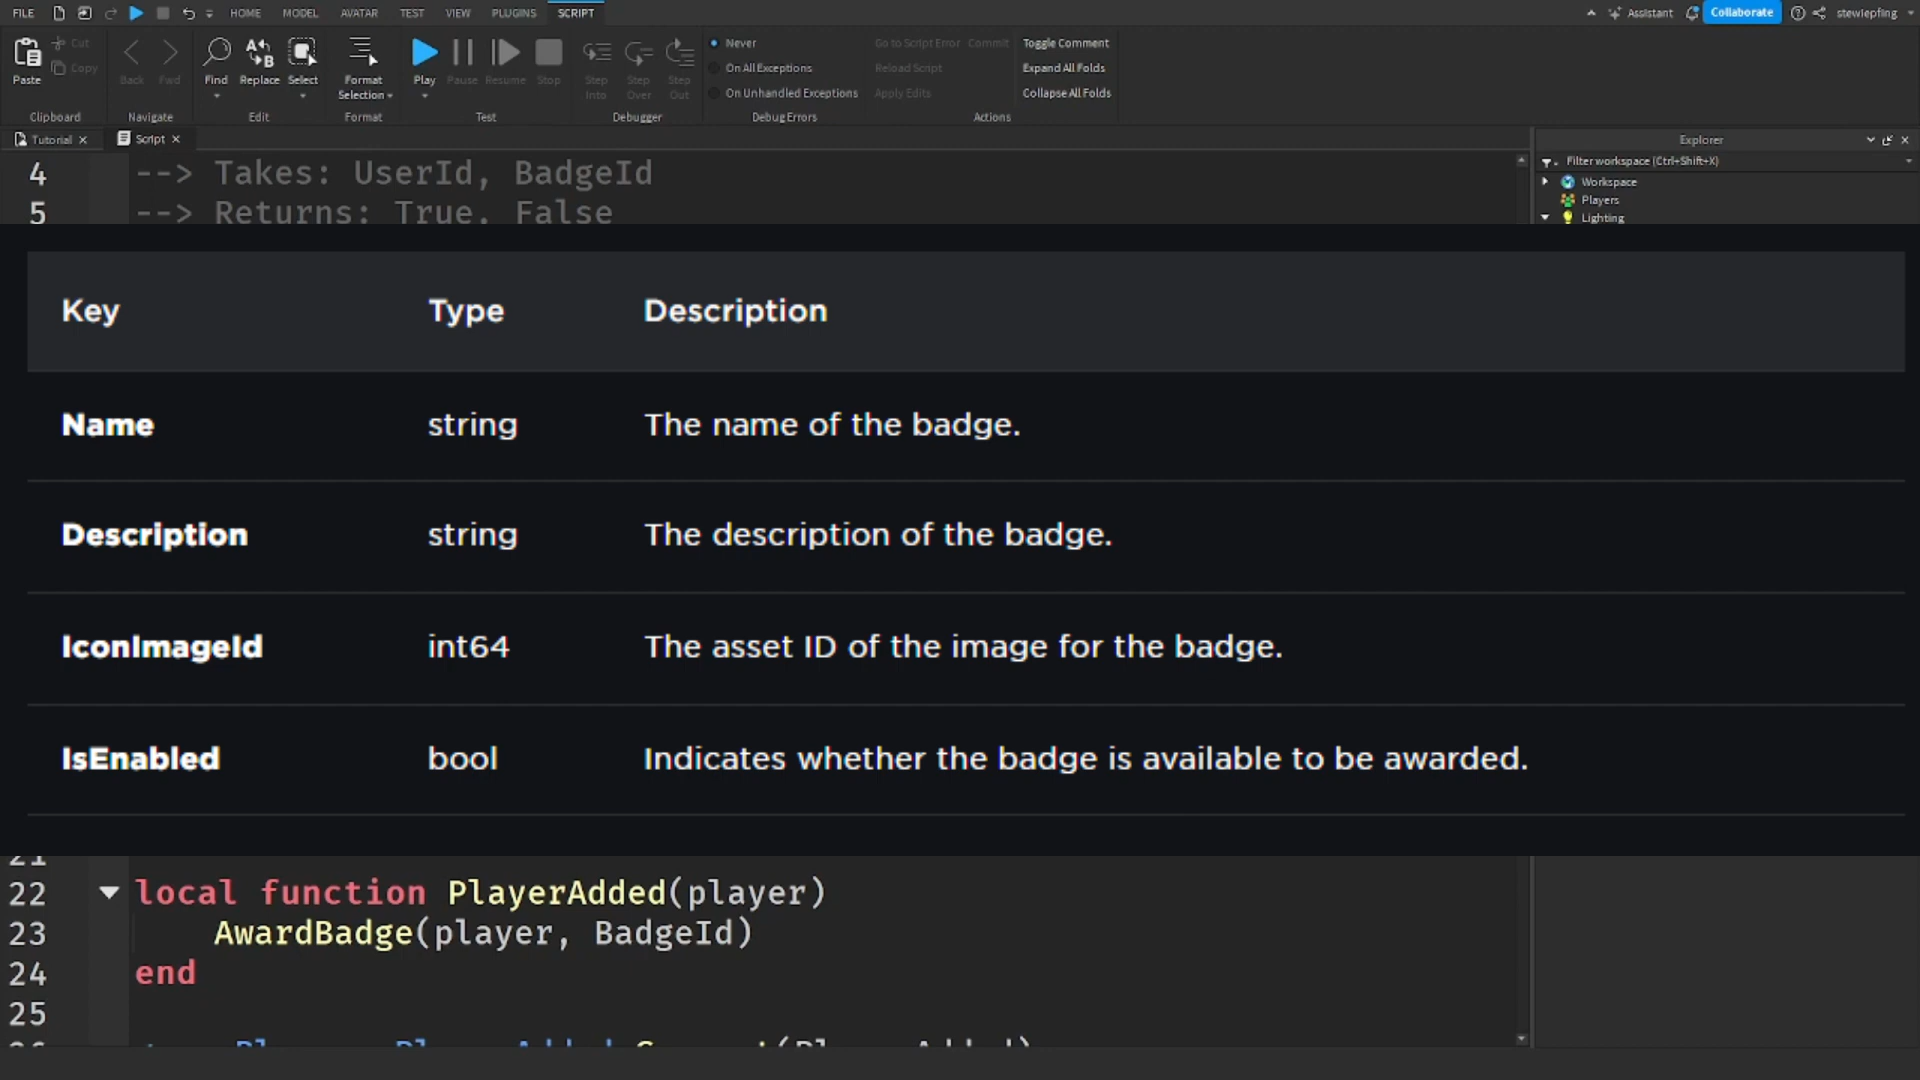 FILE HOME MODEL AVATAR TEST VIEW PLUGINS SCRIPT Assistant Collaborate stewiepfing
Paste Cut Copy Back Fwd Find Replace Select Format Selection Play Pause Resume Stop Step Into Step Over Step Out
Never
On All Exceptions
On Unhandled Exceptions
Go to Script Error Commit
Reload Script
Apply Edits
Toggle Comment
Expand All Folds
Collapse All Folds
Clipboard Navigate Edit Format Test Debugger Debug Errors Actions
Tutorial × Script × Explorer
Filter workspace (Ctrl+Shift+X)
Workspace
Players
Lighting
4 --> Takes: UserId, BadgeId
5 --> Returns: True, False
Key Type Description
Name string The name of the badge.
Description string The description of the badge.
IconImageId int64 The asset ID of the image for the badge.
IsEnabled bool Indicates whether the badge is available to be awarded.
21
22 local function PlayerAdded(player)
23 AwardBadge(player, BadgeId)
24 end
25